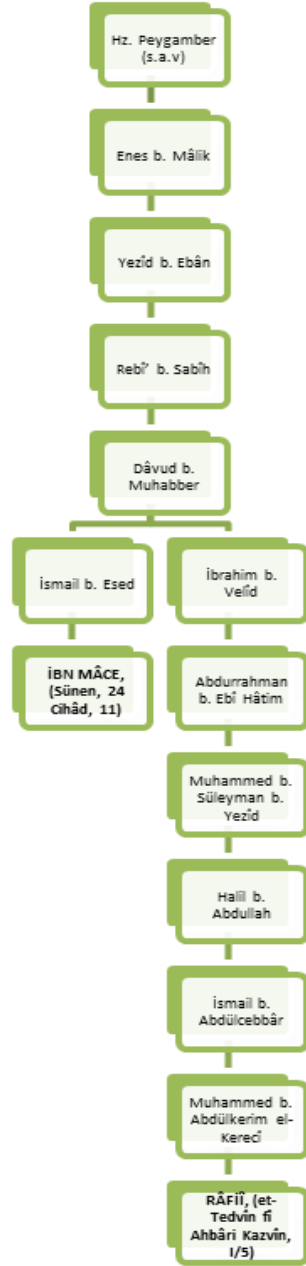 Hz. Peygamber
(s.a.v)
Enes b. Mâlik
Yezîd b. Ebân
Rebî’ b. Sabîh
Dâvud b.
Muhabber
İsmail b. Esed
İBN MÂCE,
(Sünen, 24
Cihâd, 11)
İbrahim b.
Velîd
Abdurrahman
b. Ebî Hâtim
Muhammed b.
Süleyman b.
Yezîd
Halil b.
Abdullah
İsmail b.
Abdülcebbâr
Muhammed b.
Abdülkerim el-
Kerecî
RÂFİÎ, (et-
Tedvîn fî
Ahbâri Kazvîn,
I/5)